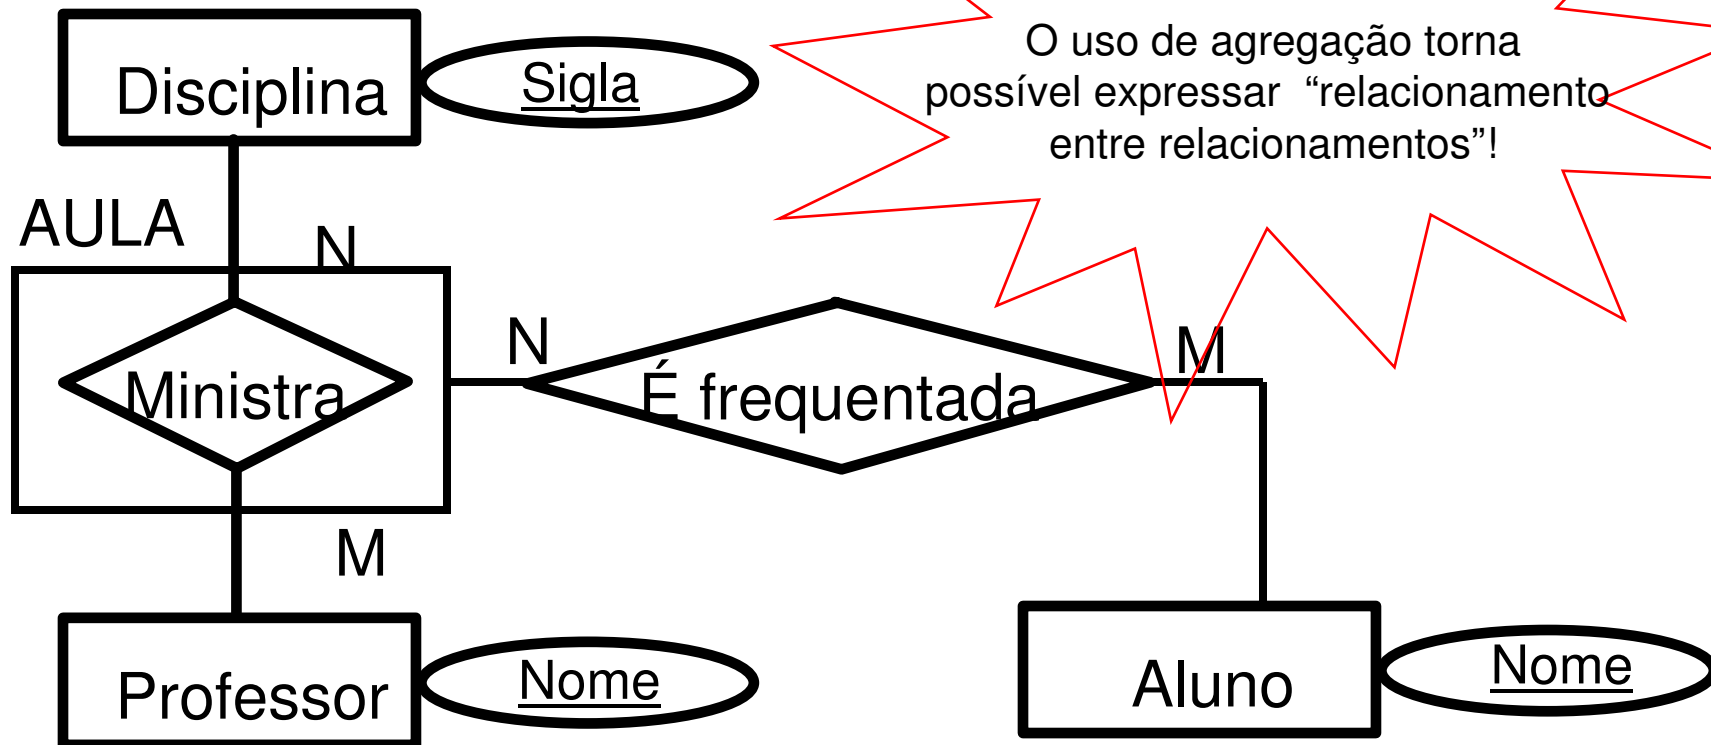 Disciplina
Sigla
O uso de agregação torna
possível expressar “relacionamento
entre relacionamentos”!
AULA
N
Ministra
N
É frequentada
M
M
Professor
Nome
Aluno
Nome